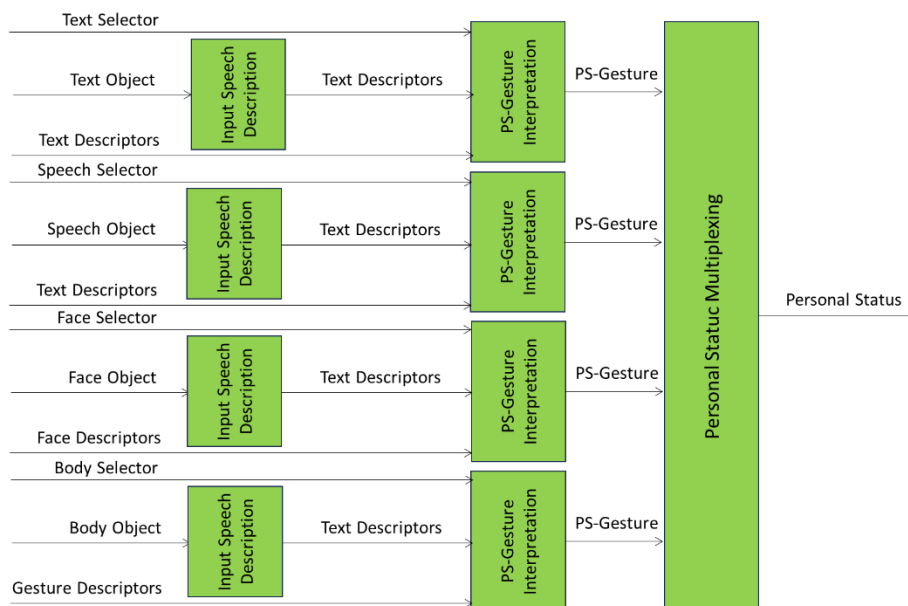 Text Selector
Text Object
Input Speech
Description
Text Descriptors
Text Descriptors
PS-Gesture
Interpretation
PS-Gesture
Speech Selector
Speech Object
Input Speech
Description
Text Descriptors
Text Descriptors
PS-Gesture
Interpretation
PS-Gesture
Face Selector
Face Object
Input Speech
Description
Text Descriptors
Face Descriptors
PS-Gesture
Interpretation
PS-Gesture
Body Selector
Body Object
Input Speech
Description
Text Descriptors
Gesture Descriptors
PS-Gesture
Interpretation
PS-Gesture
Personal Statuc Multiplexing
Personal Status